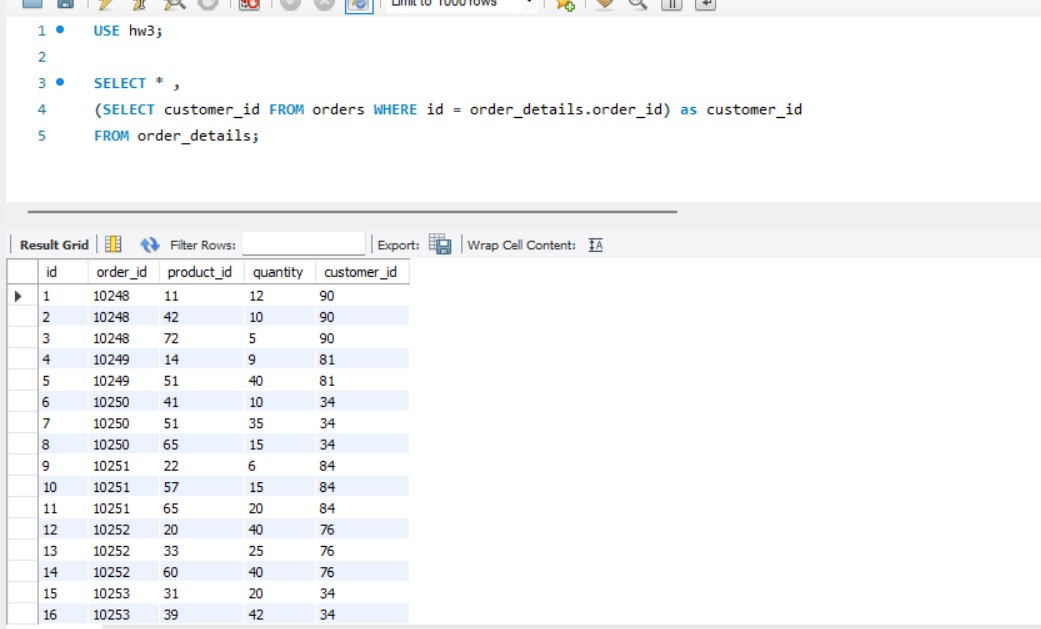 Limit to 1000 rows
1 USE hw3;
2
3 SELECT * ,
4 (SELECT customer_id FROM orders WHERE id = order_details.order_id) as customer_id
5 FROM order_details;
Result Grid Filter Rows: Export: Wrap Cell Content: IA
id order_id product_id quantity customer_id
1 10248 11 12 90
2 10248 42 10 90
3 10248 72 5 90
4 10249 14 9 81
5 10249 51 40 81
6 10250 41 10 34
7 10250 51 35 34
8 10250 65 15 34
9 10251 22 6 84
10 10251 57 15 84
11 10251 65 20 84
12 10252 20 40 76
13 10252 33 25 76
14 10252 60 40 76
15 10253 31 20 34
16 10253 39 42 34